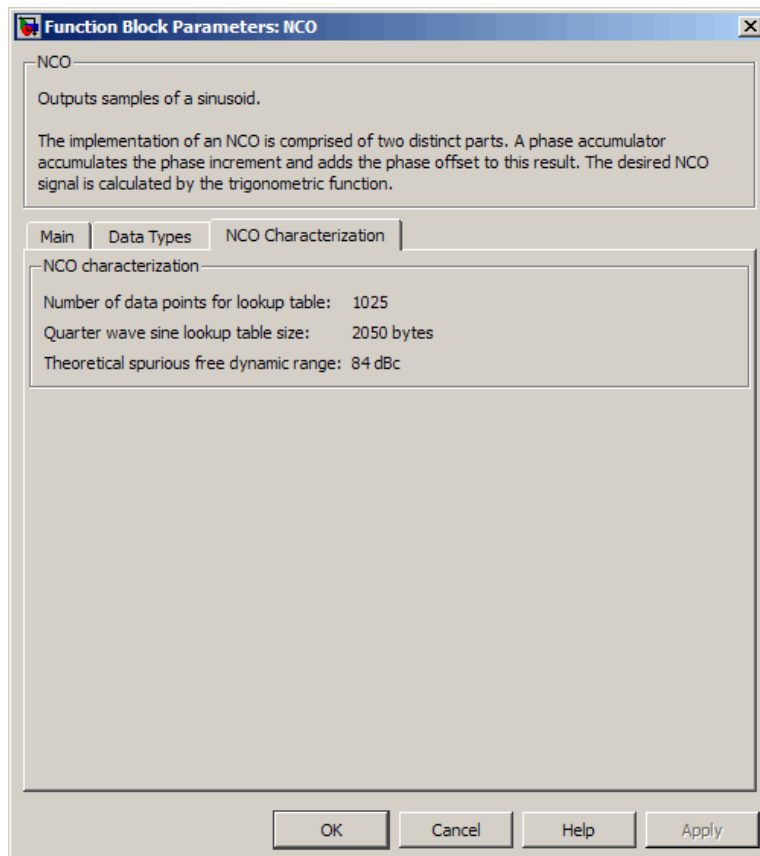 Function Block Parameters: NCO
NCO
Outputs samples of a sinusoid.
The implementation of an NCO is comprised of two distinct parts. A phase accumulator
accumulates the phase increment and adds the phase offset to this result. The desired NCO
signal is calculated by the trigonometric function.
Main Data Types NCO Characterization
NCO characterization
Number of data points for lookup table: 1025
Quarter wave sine lookup table size: 2050 bytes
Theoretical spurious free dynamic range: 84 dBc
OK Cancel Help Apply